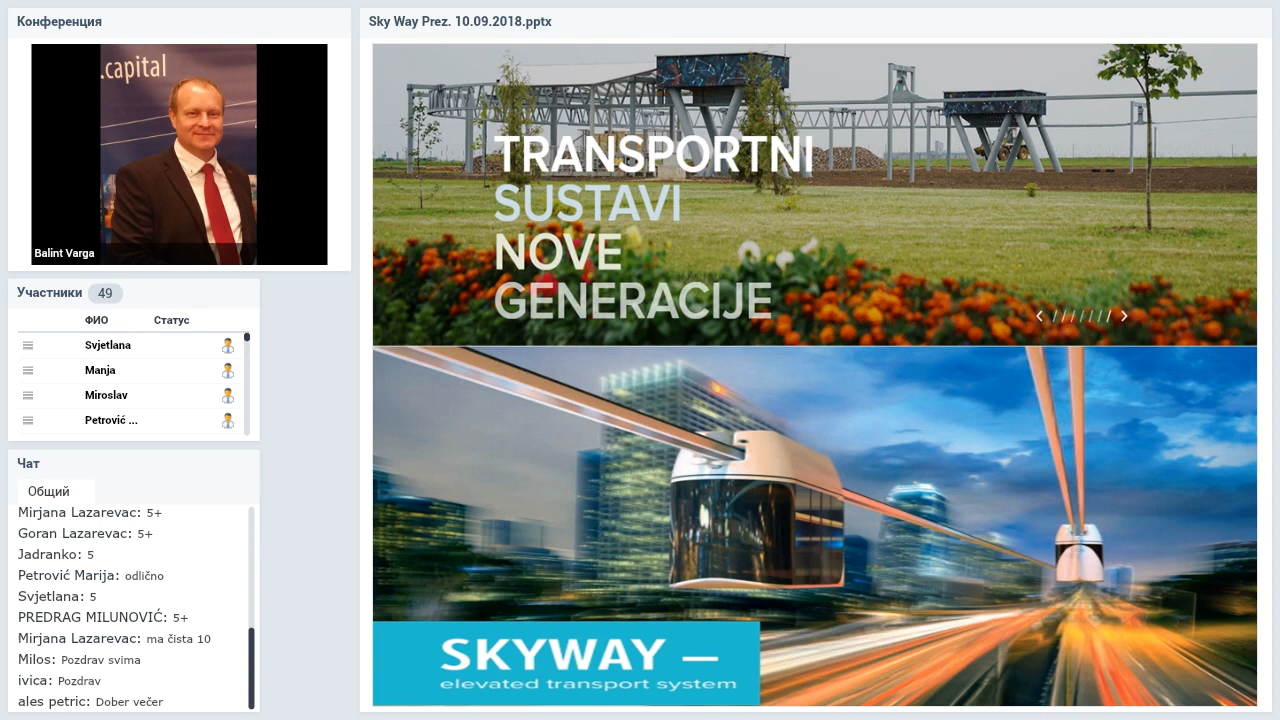 Конференция
.capital
Balint Varga
Участники 49
ФИО Статус
Svjetlana
Manja
Miroslav
Petrović ...
Чат
Общий
Mirjana Lazarevac: 5+
Goran Lazarevac: 5+
Jadranko: 5
Petrović Marija: odlično
Svjetlana: 5
PREDRAG MILUNOVIĆ: 5+
Mirjana Lazarevac: ma čista 10
Milos: Pozdrav svima
ivica: Pozdrav
ales petric: Dober večer
Sky Way Prez. 10.09.2018.pptx
TRANSPORTNI
SUSTAVI
NOVE
GENERACIJE
SKYWAY —
elevated transport system